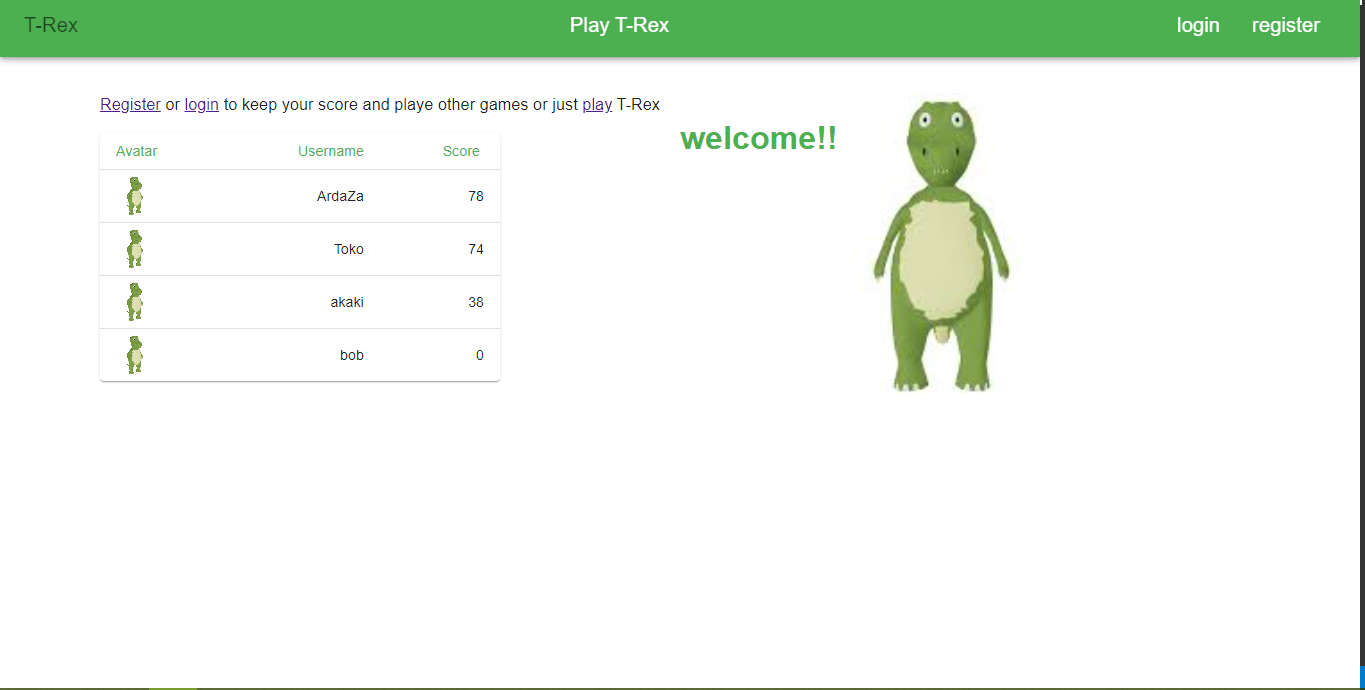 T-Rex Play T-Rex login register
Register or login to keep your score and playe other games or just play T-Rex
welcome!!
Avatar Username Score
ArdaZa 78
Toko 74
akaki 38
bob 0